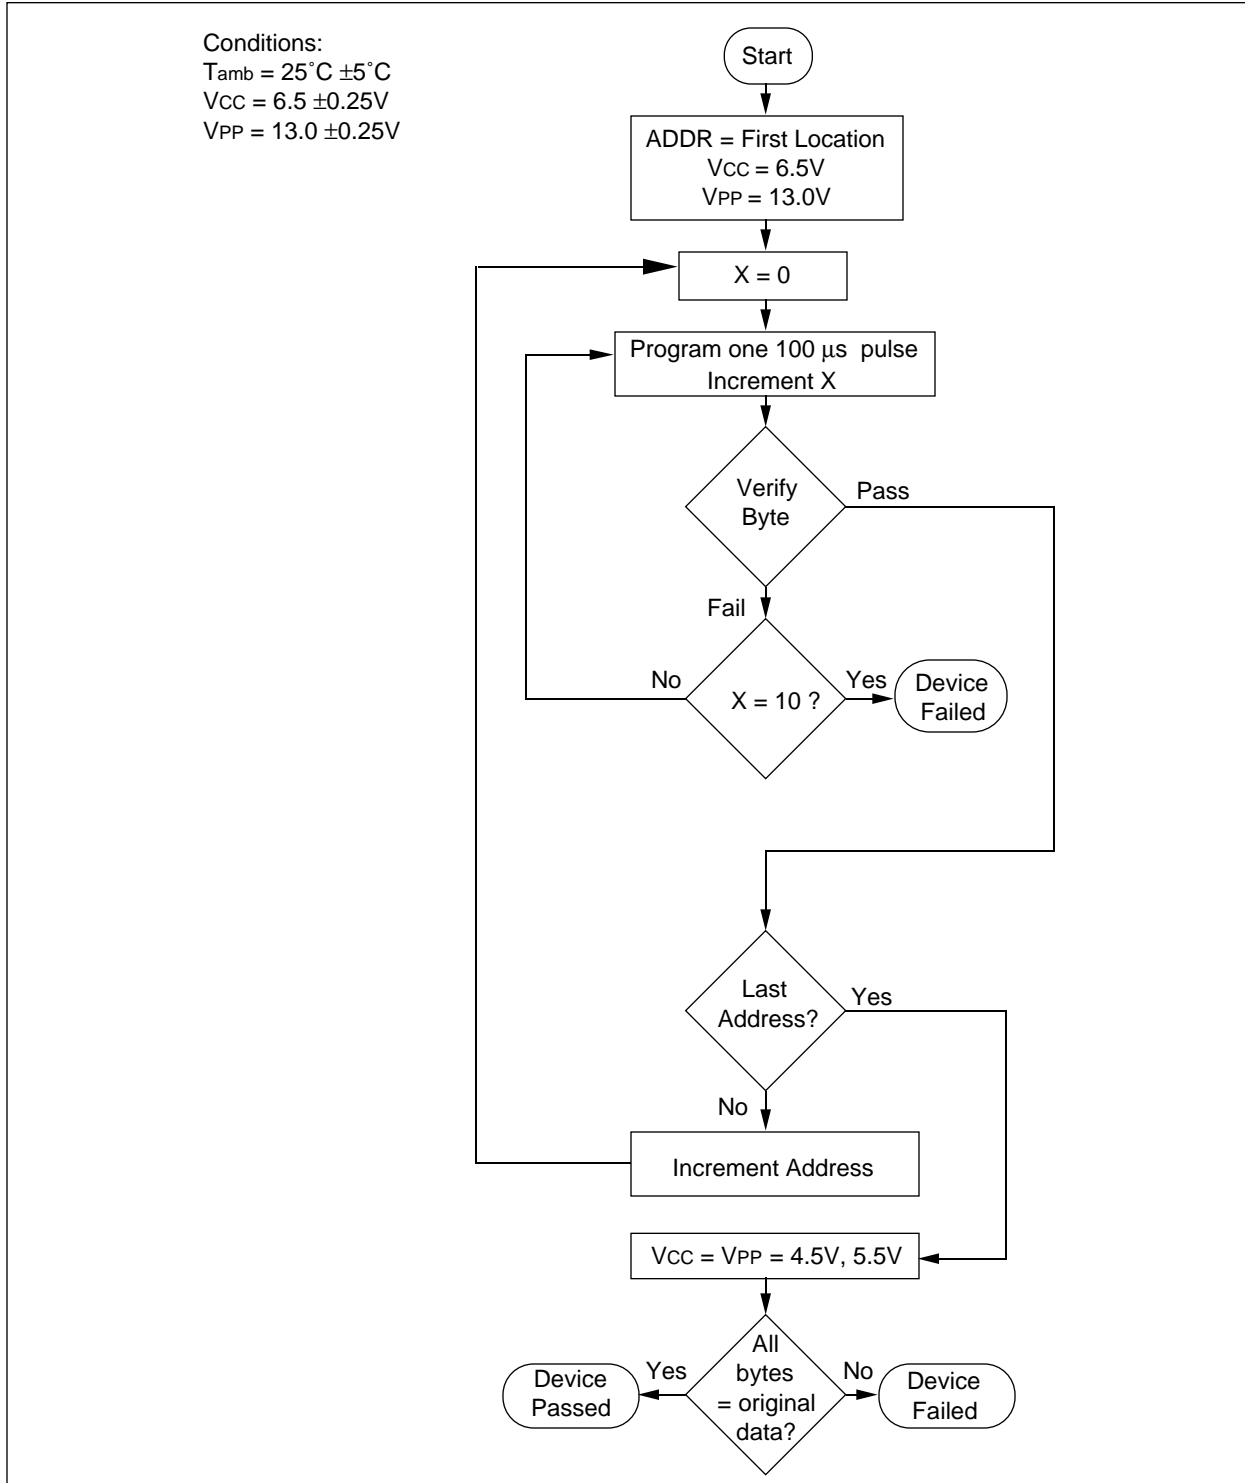 Conditions:
Tamb = 25˚C ±5˚C
VCC = 6.5 ±0.25V
VPP = 13.0 ±0.25V
Start
ADDR = First Location
VCC = 6.5V
VPP = 13.0V
X = 0
Program one 100 µs pulse
Increment X
Verify
Byte
Pass
Fail
No
X = 10 ?
Yes
Device
Failed
Last
Address?
Yes
No
Increment Address
VCC = VPP = 4.5V, 5.5V
Device
Passed
Yes
All
bytes
= original
data?
No
Device
Failed